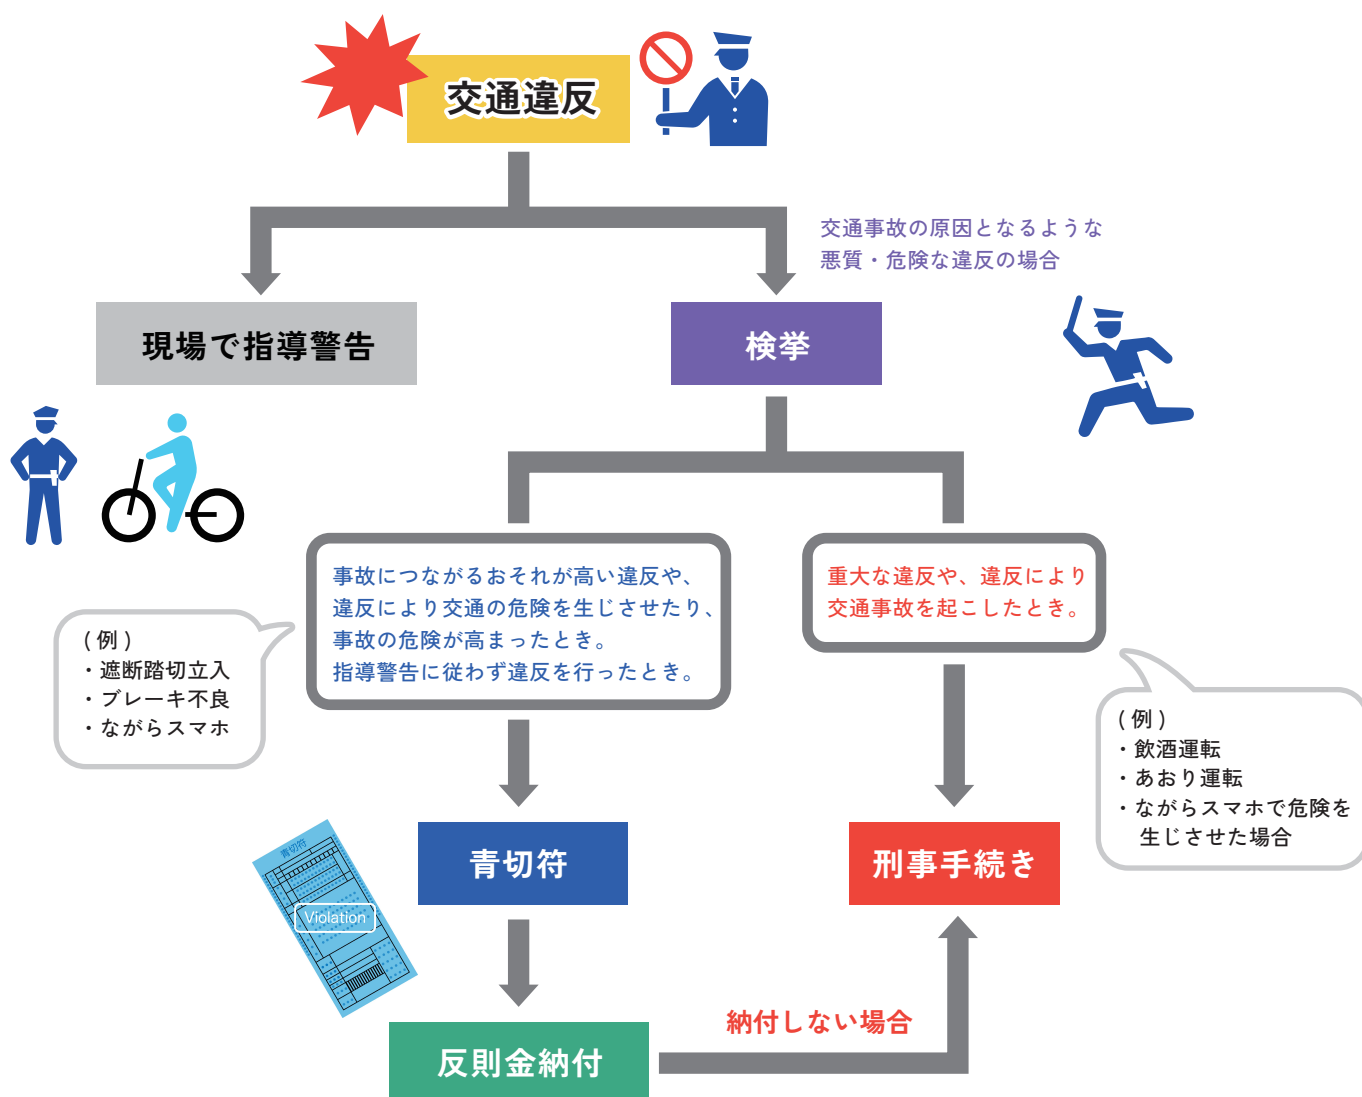 交通違反
交通事故の原因となるような
悪質・危険な違反の場合
現場で指導警告
検挙
事故につながるおそれが高い違反や、
違反により交通の危険を生じさせたり、
事故の危険が高まったとき。
指導警告に従わず違反を行ったとき。
重大な違反や、違反により
交通事故を起こしたとき。
(例)
・遮断踏切立入
・ブレーキ不良
・ながらスマホ
(例)
・飲酒運転
・あおり運転
・ながらスマホで危険を
生じさせた場合
青切符
Violation
青切符
刑事手続き
納付しない場合
反則金納付